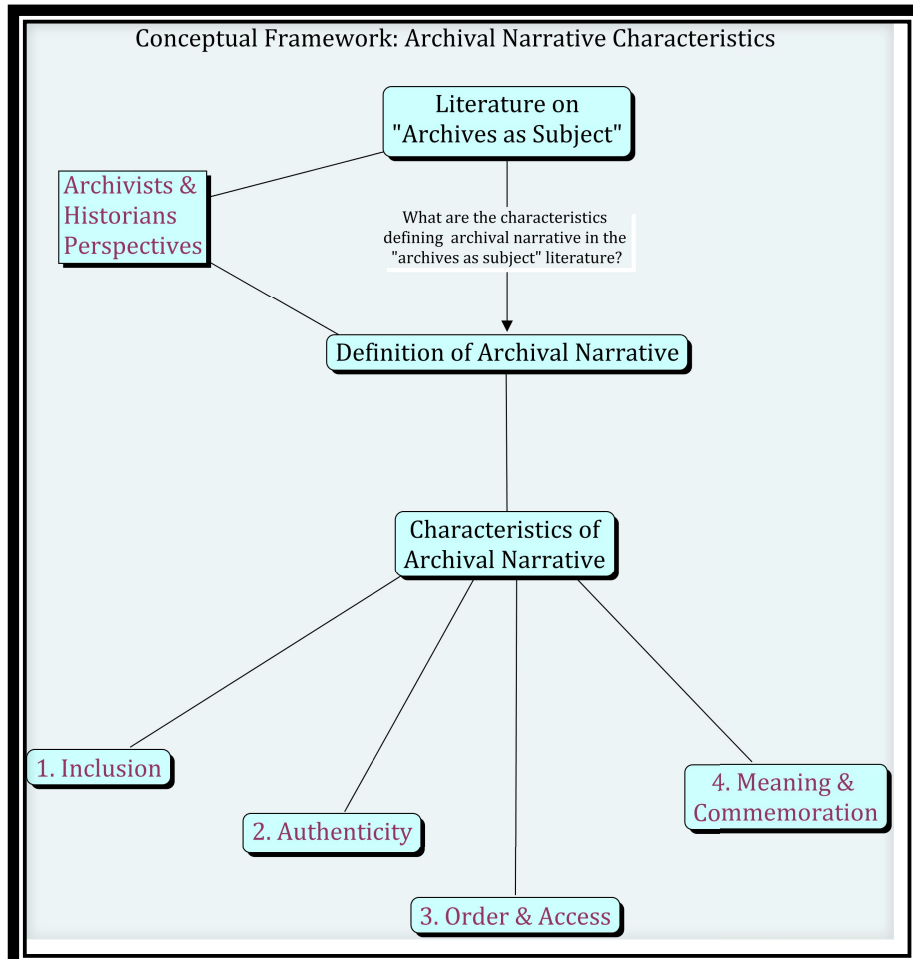 Conceptual Framework: Archival Narrative Characteristics
Literature on
"Archives as Subject"
Archivists &
Historians
Perspectives
What are the characteristics
defining archival narrative in the
"archives as subject" literature?
Definition of Archival Narrative
Characteristics of
Archival Narrative
1. Inclusion
2. Authenticity
3. Order & Access
4. Meaning &
Commemoration